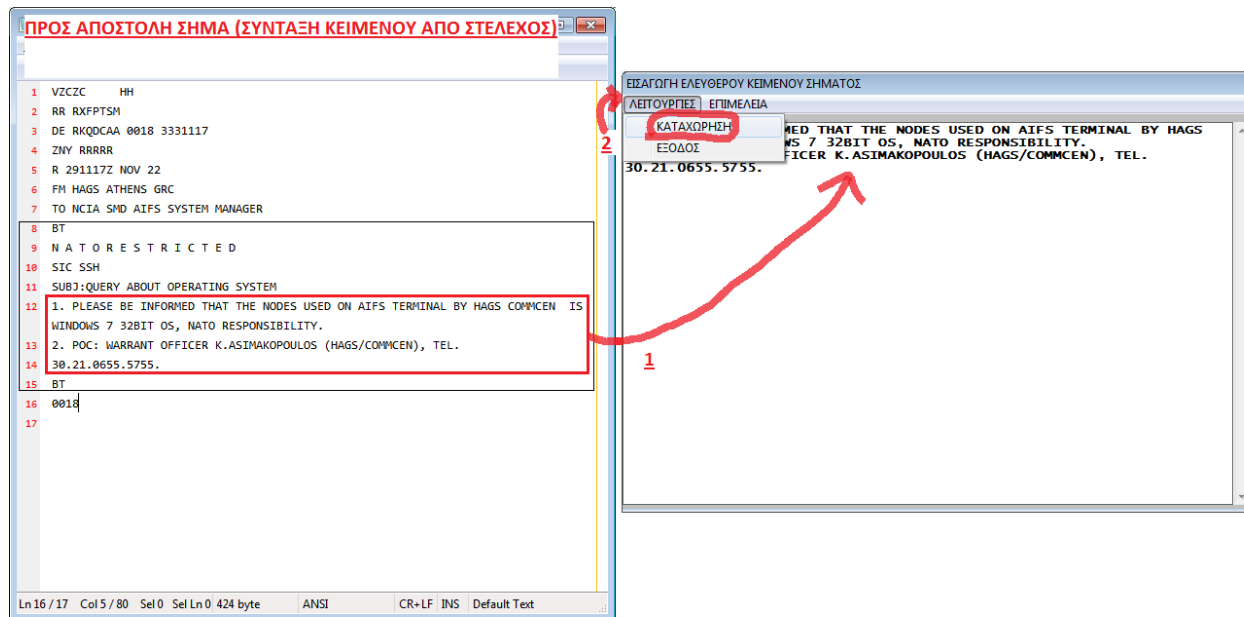 ΠΡΟΣ ΑΠΟΣΤΟΛΗ ΣΗΜΑ (ΣΥΝΤΑΞΗ ΚΕΙΜΕΝΟΥ ΑΠΟ ΣΤΕΛΕΧΟΣ)
1 VZCZC HH
2 RR RXFPTSM
3 DE RKQDCAA 0018 3331117
4 ZNY RRRRR
5 R 291117Z NOV 22
6 FM HAGS ATHENS GRC
7 TO NCIA SMD AIFS SYSTEM MANAGER
8 BT
9 N A T O R E S T R I C T E D
10 SIC SSH
11 SUBJ:QUERY ABOUT OPERATING SYSTEM
12 1. PLEASE BE INFORMED THAT THE NODES USED ON AIFS TERMINAL BY HAGS COMMCEN IS
WINDOWS 7 32BIT OS, NATO RESPONSIBILITY.
13 2. POC: WARRANT OFFICER K.ASIMAKOPOULOS (HAGS/COMMCEN), TEL.
14 30.21.0655.5755.
15 BT
16 0018
17
Ln 16 / 17 Col 5 / 80 Sel 0 Sel Ln 0 424 byte ANSI CR+LF INS Default Text
1
2
ΕΙΣΑΓΩΓΗ ΕΛΕΥΘΕΡΟΥ ΚΕΙΜΕΝΟΥ ΣΗΜΑΤΟΣ
ΛΕΙΤΟΥΡΓΙΕΣ ΕΠΙΜΕΛΕΙΑ
ΚΑΤΑΧΩΡΗΣΗ
ΕΞΟΔΟΣ
MED THAT THE NODES USED ON AIFS TERMINAL BY HAGS
WS 7 32BIT OS, NATO RESPONSIBILITY.
FICER K.ASIMAKOPOULOS (HAGS/COMMCEN), TEL.
30.21.0655.5755.